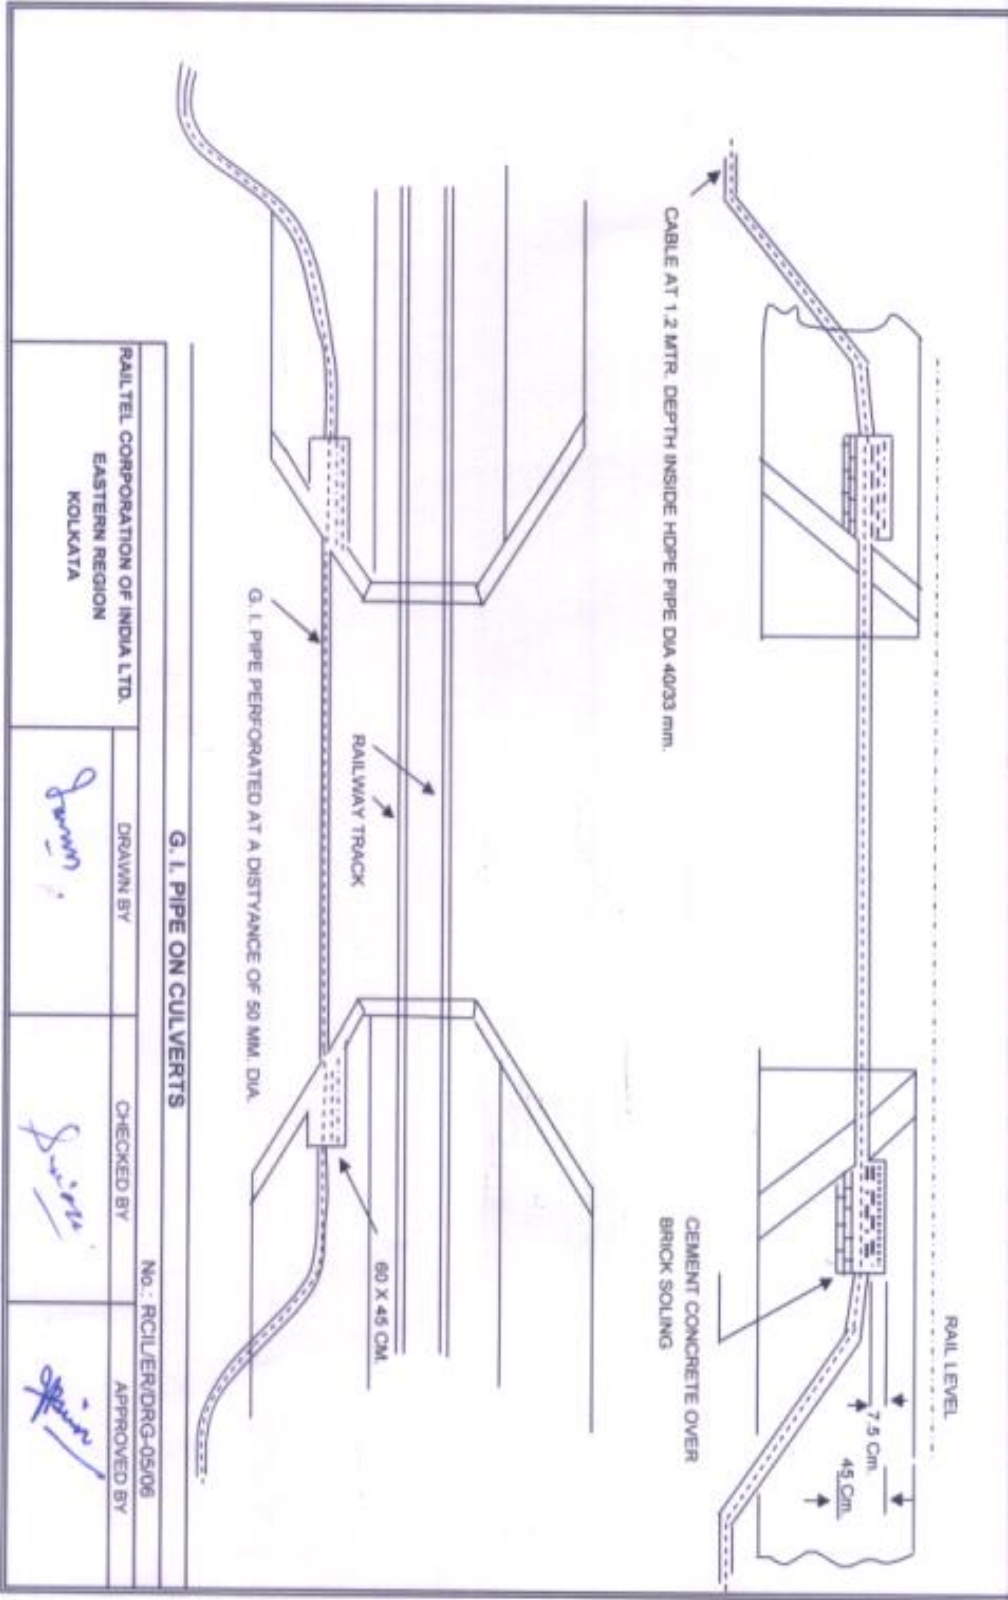 RAIL LEVEL
7.5 Cm.
45 Cm.
CEMENT CONCRETE OVER
BRICK SOLING
CABLE AT 1.2 MTR. DEPTH INSIDE HDPE PIPE DIA 40/33 mm.
RAILWAY TRACK
60 X 45 CM.
G. I. PIPE PERFORATED AT A DISTYANCE OF 50 MM. DIA.
G. I. PIPE ON CULVERTS
No.: RCIL/ER/DRG-05/06
RAILTEL CORPORATION OF INDIA LTD.
EASTERN REGION
KOLKATA
DRAWN BY
CHECKED BY
APPROVED BY